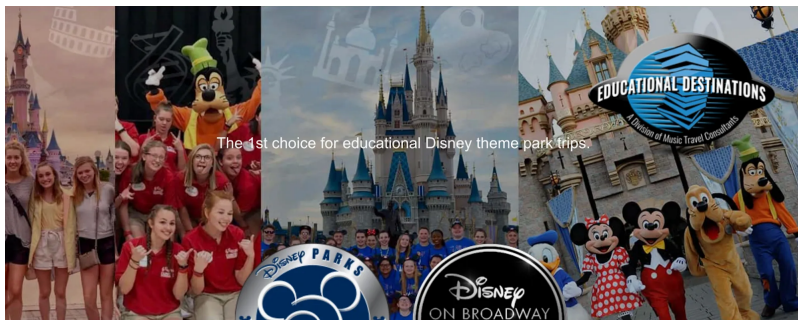 EDUCATIONAL DESTINATIONS
A Division of Music Travel Consultants
The 1st choice for educational Disney theme park trips.
Disney PARKS
Disney
ON BROADWAY